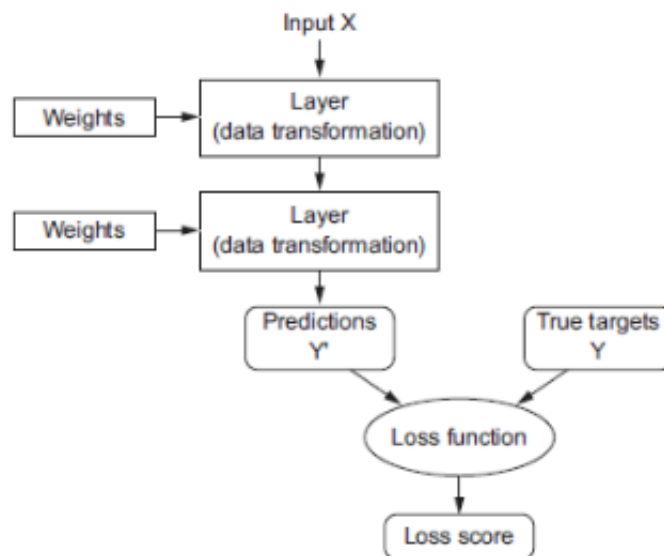 Input X
Layer
(data transformation)
Weights
Layer
(data transformation)
Weights
Predictions
Y'
True targets
Y
Loss function
Loss score